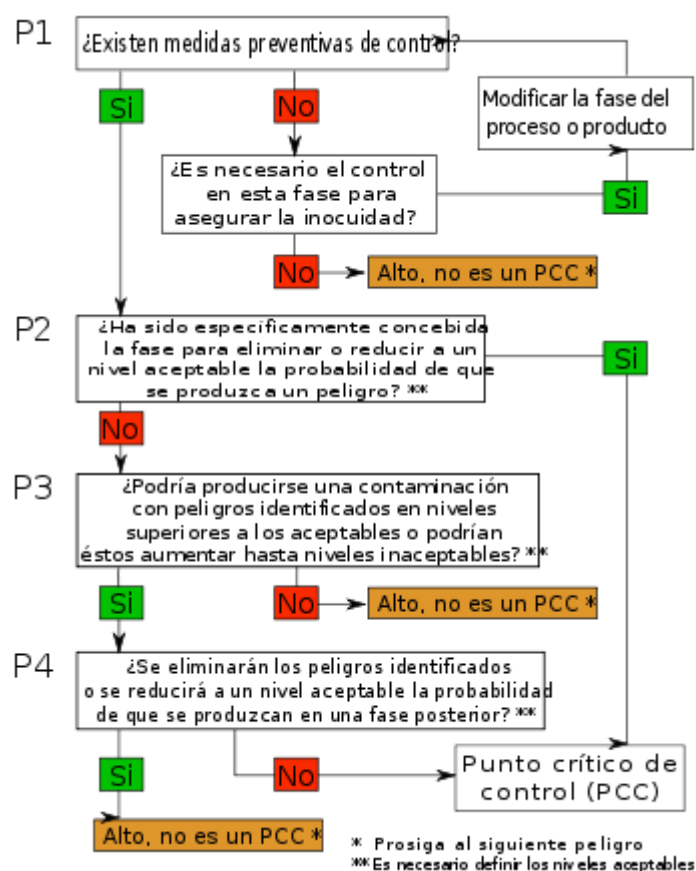 P1
¿Existen medidas preventivas de control?
Si
No
Modificar la fase del
proceso o producto
¿Es necesario el control
en esta fase para
asegurar la inocuidad?
Si
No
Alto, no es un PCC *
P2
¿Ha sido específicamente concebida
la fase para eliminar o reducir a un
nivel aceptable la probabilidad de que
se produzca un peligro? **
Si
No
P3
¿Podría producirse una contaminación
con peligros identificados en niveles
superiores a los aceptables o podrían
éstos aumentar hasta niveles inaceptables? **
Si
No
Alto, no es un PCC *
P4
¿Se eliminarán los peligros identificados
o se reducirá a un nivel aceptable la probabilidad
de que se produzcan en una fase posterior? **
Si
No
Punto crítico de
control (PCC)
Alto, no es un PCC *
* Prosiga al siguiente peligro
** Es necesario definir los niveles aceptables